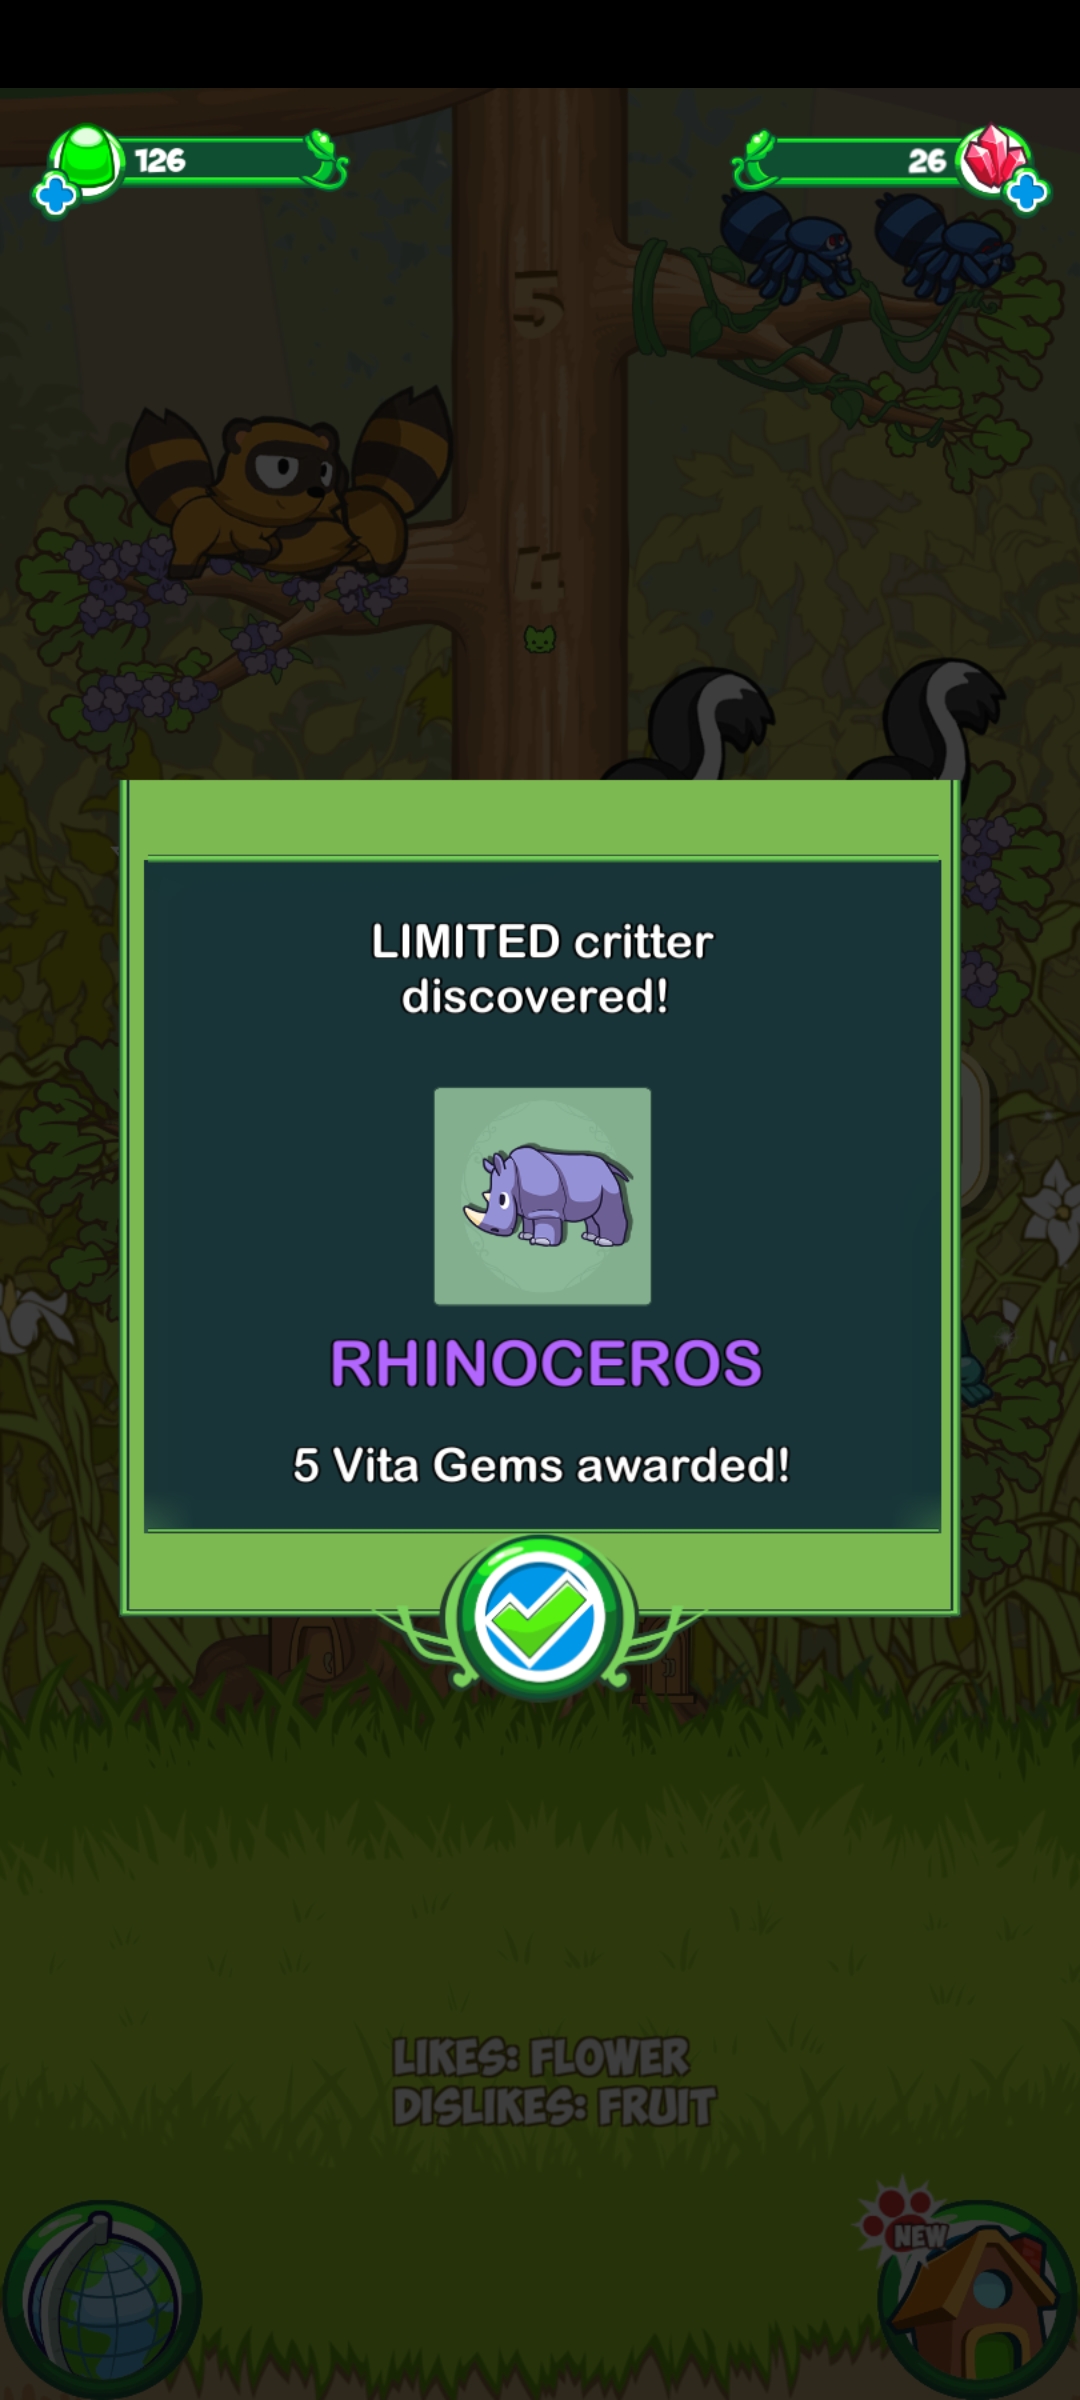 126
26
5
4
LIMITED critter
discovered!
RHINOCEROS
5 Vita Gems awarded!
LIKES: FLOWER
DISLIKES: FRUIT
NEW